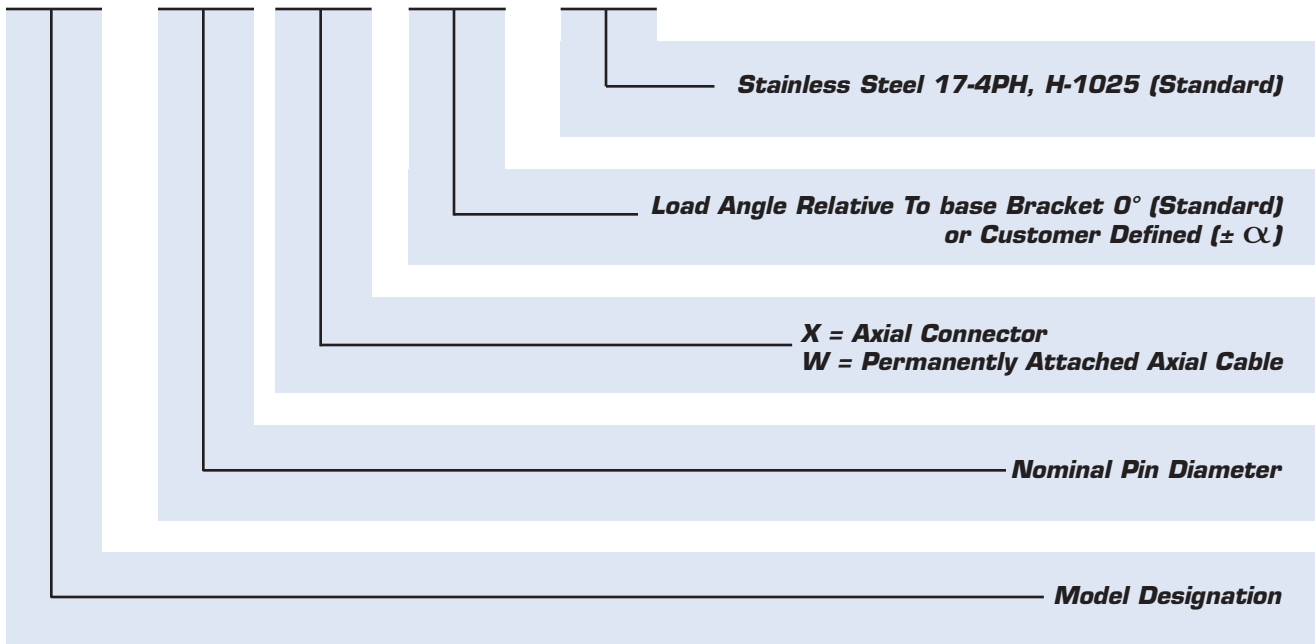 Stainless Steel 17-4PH, H-1025 (Standard)
Load Angle Relative To base Bracket 0° (Standard)
or Customer Defined (± α)
X = Axial Connector
W = Permanently Attached Axial Cable
Nominal Pin Diameter
Model Designation